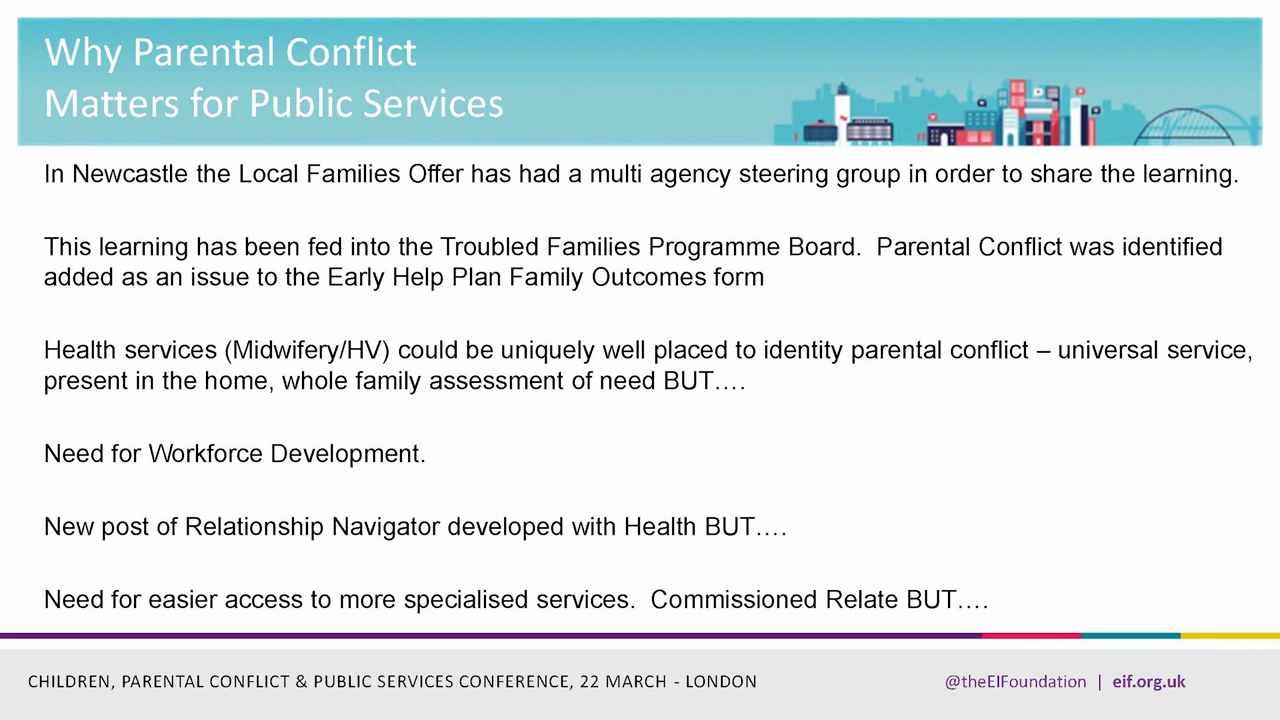 Why Parental Conflict
Matters for Public Services
In Newcastle the Local Families Offer has had a multi agency steering group in order to share the learning.
This learning has been fed into the Troubled Families Programme Board.  Parental Conflict was identified
added as an issue to the Early Help Plan Family Outcomes form
Health services (Midwifery/HV) could be uniquely well placed to identity parental conflict – universal service,
present in the home, whole family assessment of need BUT….
Need for Workforce Development.
New post of Relationship Navigator developed with Health BUT….
Need for easier access to more specialised services.  Commissioned Relate BUT….
CHILDREN, PARENTAL CONFLICT & PUBLIC SERVICES CONFERENCE, 22 MARCH - LONDON
@theEIFoundation | eif.org.uk